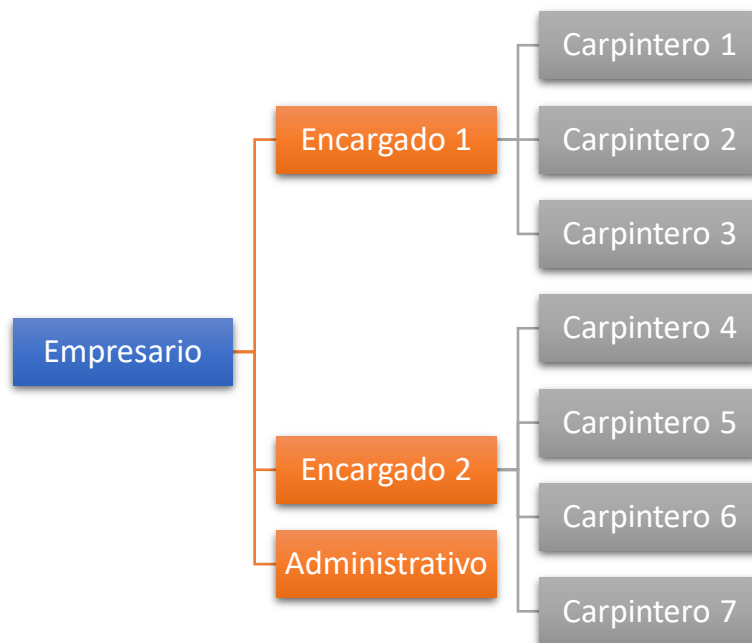 Empresario
Encargado 1
Carpintero 1
Carpintero 2
Carpintero 3
Encargado 2
Carpintero 4
Carpintero 5
Carpintero 6
Carpintero 7
Administrativo